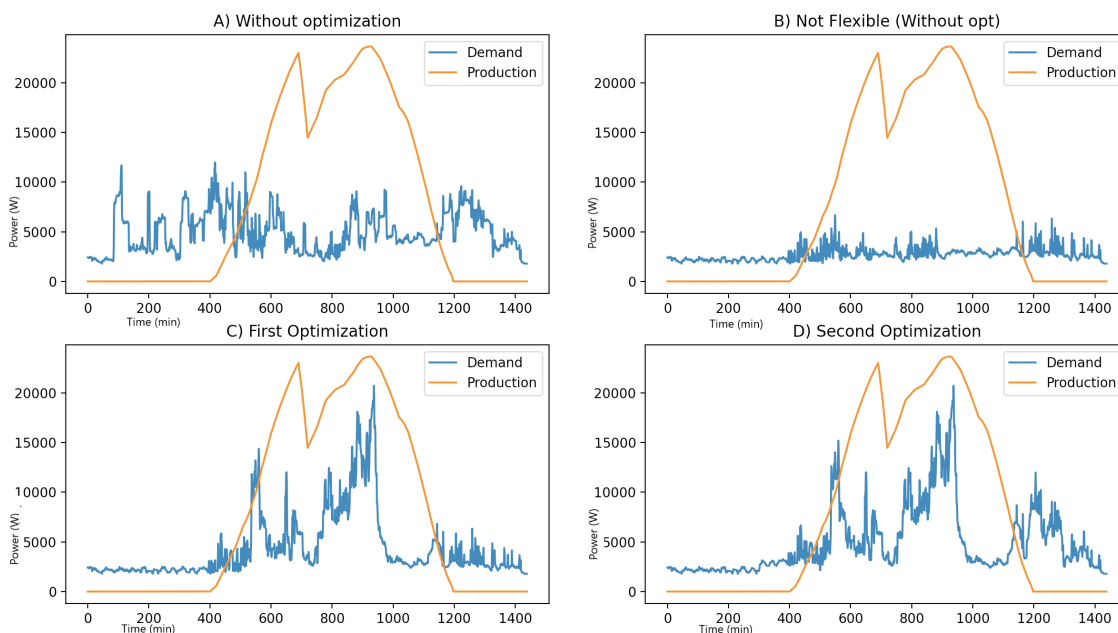 A) Without optimization
Demand
Production
Power (W)
20000
15000
10000
5000
0
0 200 400 600 800 1000 1200 1400
Time (min)
B) Not Flexible (Without opt)
Demand
Production
Power (W)
20000
15000
10000
5000
0
0 200 400 600 800 1000 1200 1400
Time (min)
C) First Optimization
Demand
Production
Power (W)
20000
15000
10000
5000
0
0 200 400 600 800 1000 1200 1400
Time (min)
D) Second Optimization
Demand
Production
Power (W)
20000
15000
10000
5000
0
0 200 400 600 800 1000 1200 1400
Time (min)